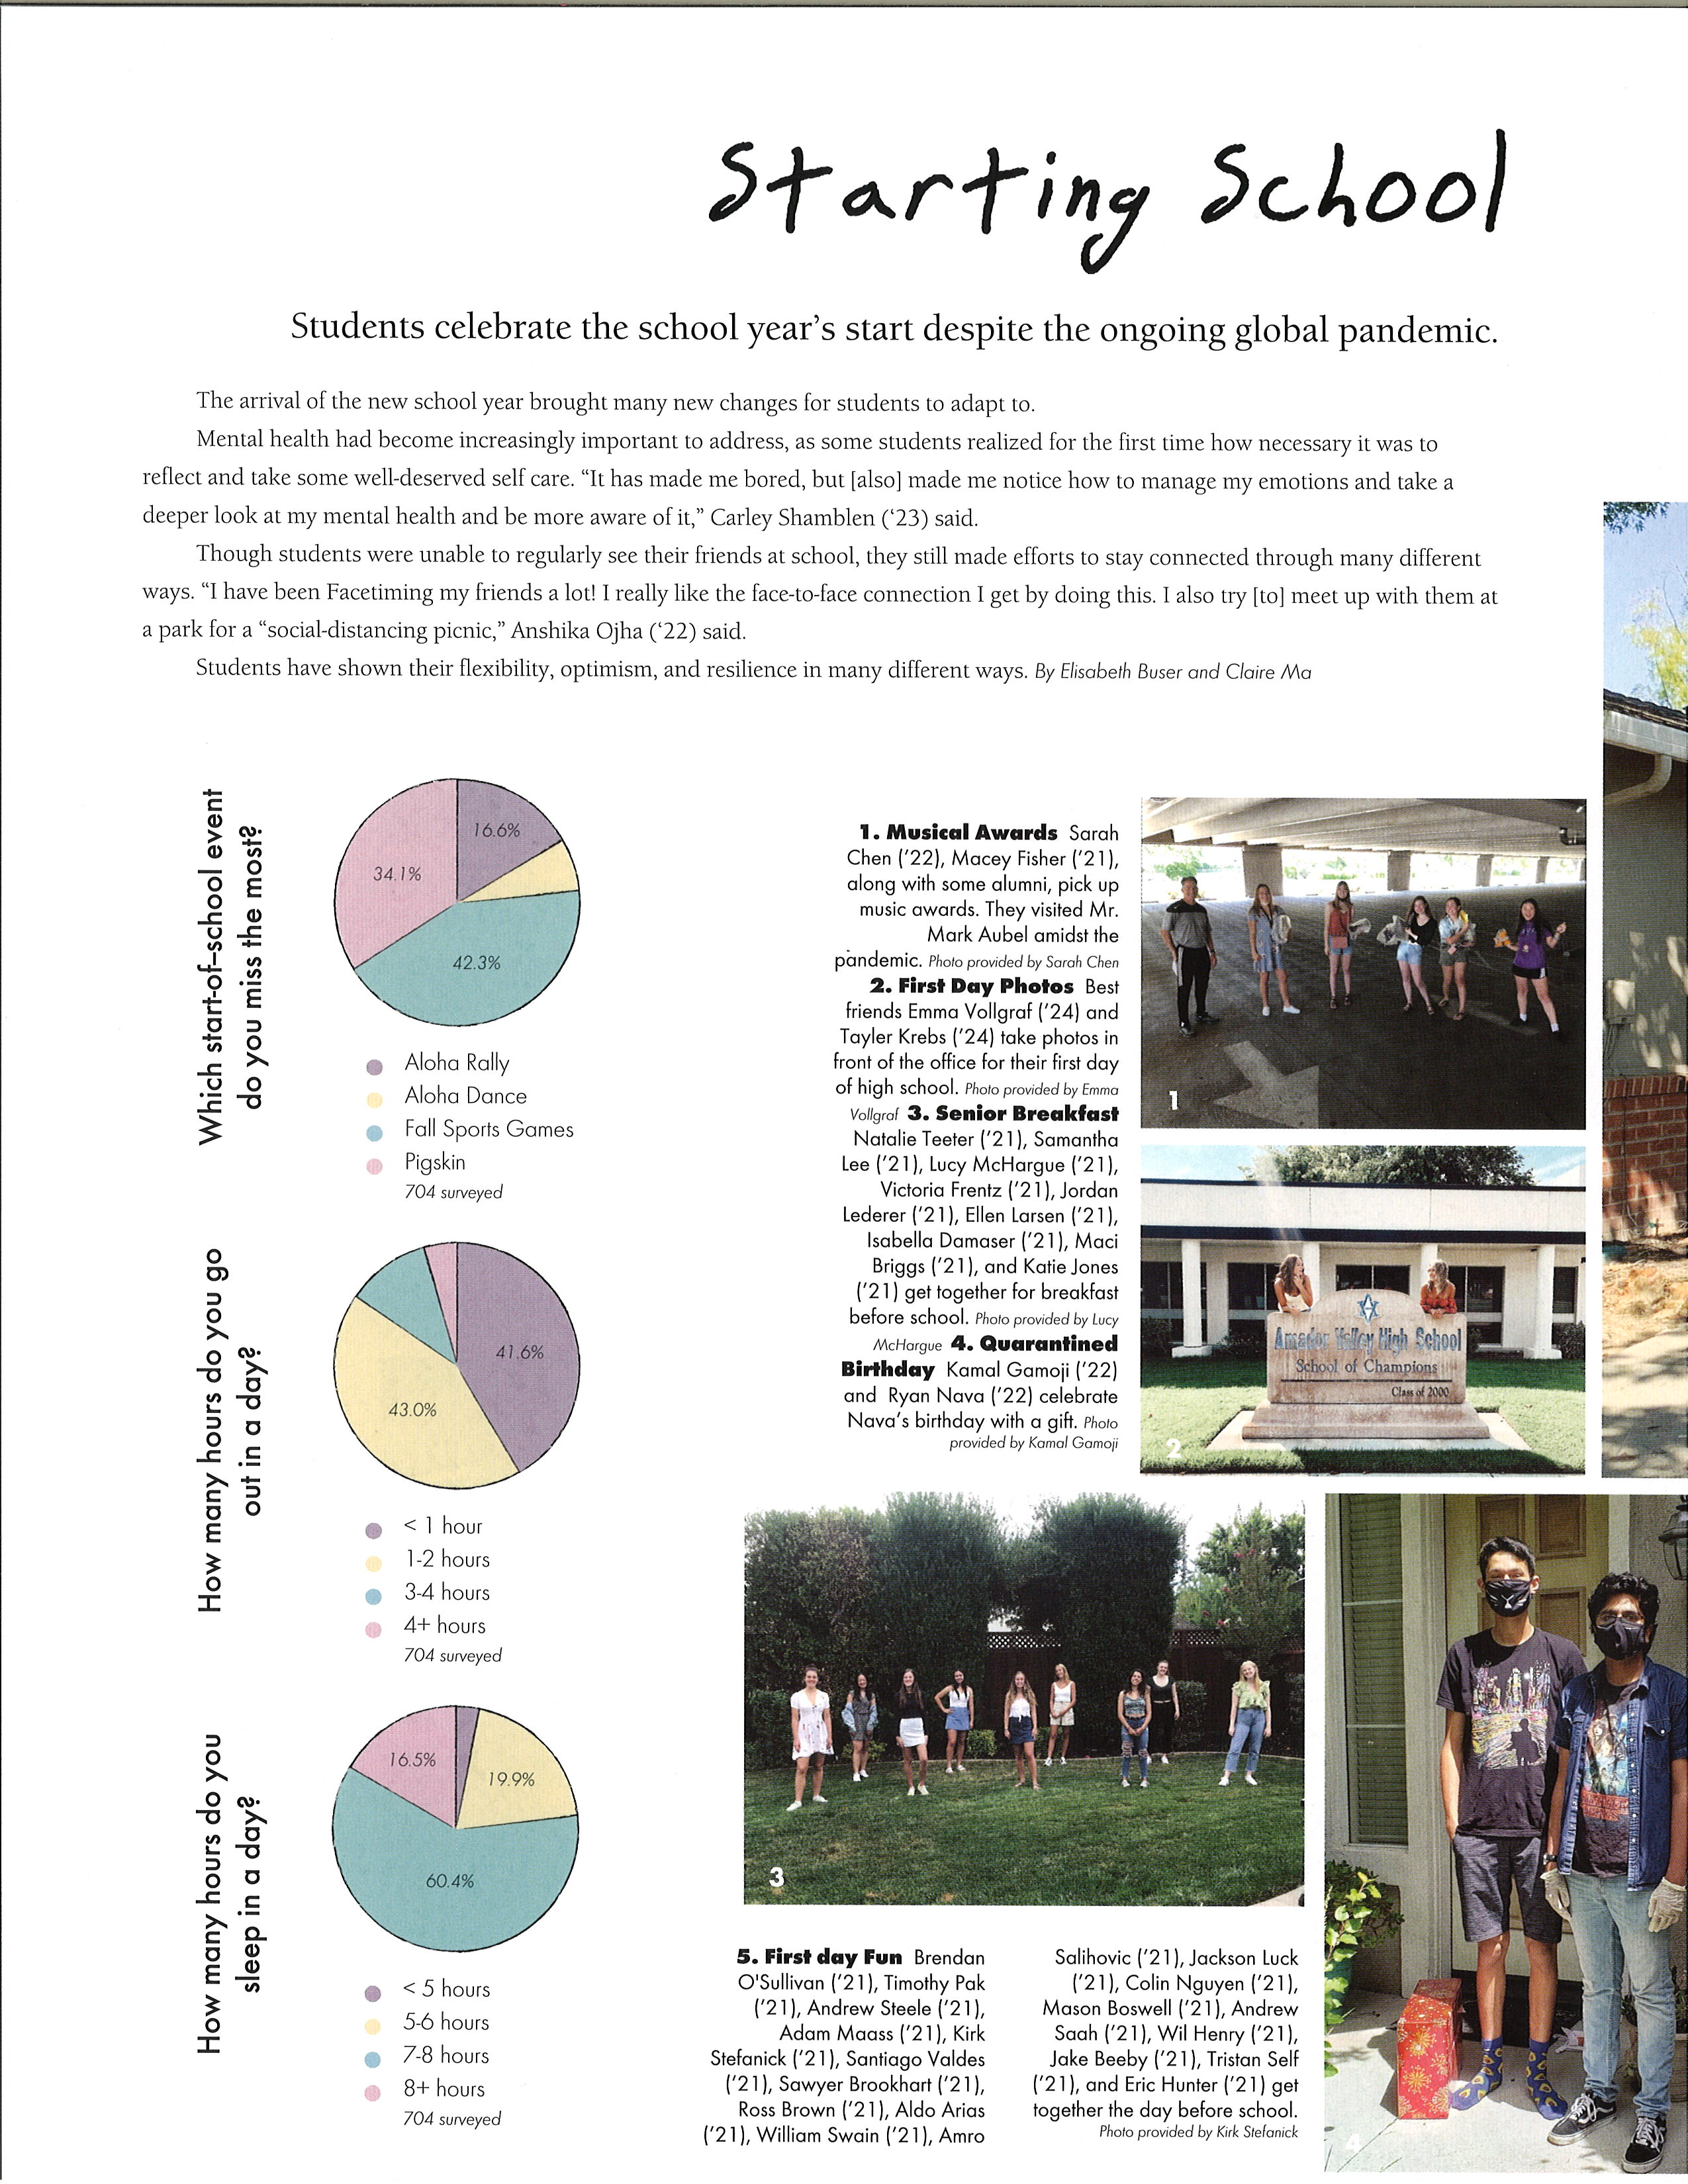 Starting School
Students celebrate the school year's start despite the ongoing global pandemic.
The arrival of the new school year brought many new changes for students to adapt to.
Mental health had become increasingly important to address, as some students realized for the first time how necessary it was to
reflect and take some well-deserved self care. “It has made me bored, but [also] made me notice how to manage my emotions and take a
deeper look at my mental health and be more aware of it,” Carley Shamblen (‘23) said.
Though students were unable to regularly see their friends at school, they still made efforts to stay connected through many different
ways. “I have been Facetiming my friends a lot! I really like the face-to-face connection I get by doing this. I also try [to] meet up with them at
a park for a “social-distancing picnic,” Anshika Ojha (‘22) said.
Students have shown their flexibility, optimism, and resilience in many different ways. By Elisabeth Buser and Claire Ma
Which start-of-school event
do you miss the most?
16.6%
34.1%
42.3%
Aloha Rally
Aloha Dance
Fall Sports Games
Pigskin
704 surveyed
How many hours do you go
out in a day?
41.6%
43.0%
< 1 hour
1-2 hours
3-4 hours
4+ hours
704 surveyed
How many hours do you
sleep in a day?
16.5%
19.9%
60.4%
< 5 hours
5-6 hours
7-8 hours
8+ hours
704 surveyed
1. Musical Awards Sarah
Chen ('22), Macey Fisher ('21),
along with some alumni, pick up
music awards. They visited Mr.
Mark Aubel amidst the
pandemic. Photo provided by Sarah Chen
2. First Day Photos Best
friends Emma Vollgraf ('24) and
Tayler Krebs ('24) take photos in
front of the office for their first day
of high school. Photo provided by Emma
Vollgraf 3. Senior Breakfast
Natalie Teeter ('21), Samantha
Lee ('21), Lucy McHargue ('21),
Victoria Frentz ('21), Jordan
Lederer ('21), Ellen Larsen ('21),
Isabella Damaser ('21), Maci
Briggs ('21), and Katie Jones
('21) get together for breakfast
before school. Photo provided by Lucy
McHargue 4. Quarantined
Birthday Kamal Gamoji ('22)
and Ryan Nava ('22) celebrate
Nava's birthday with a gift. Photo
provided by Kamal Gamoji
1
Amador Valley High School
School of Champions
Class of 2000
2
3
4
5. First day Fun Brendan
O'Sullivan ('21), Timothy Pak
('21), Andrew Steele ('21),
Adam Maass ('21), Kirk
Stefanick ('21), Santiago Valdes
('21), Sawyer Brookhart ('21),
Ross Brown ('21), Aldo Arias
('21), William Swain ('21), Amro
Salihovic ('21), Jackson Luck
('21), Colin Nguyen ('21),
Mason Boswell ('21), Andrew
Saah ('21), Wil Henry ('21),
Jake Beeby ('21), Tristan Self
('21), and Eric Hunter ('21) get
together the day before school.
Photo provided by Kirk Stefanick